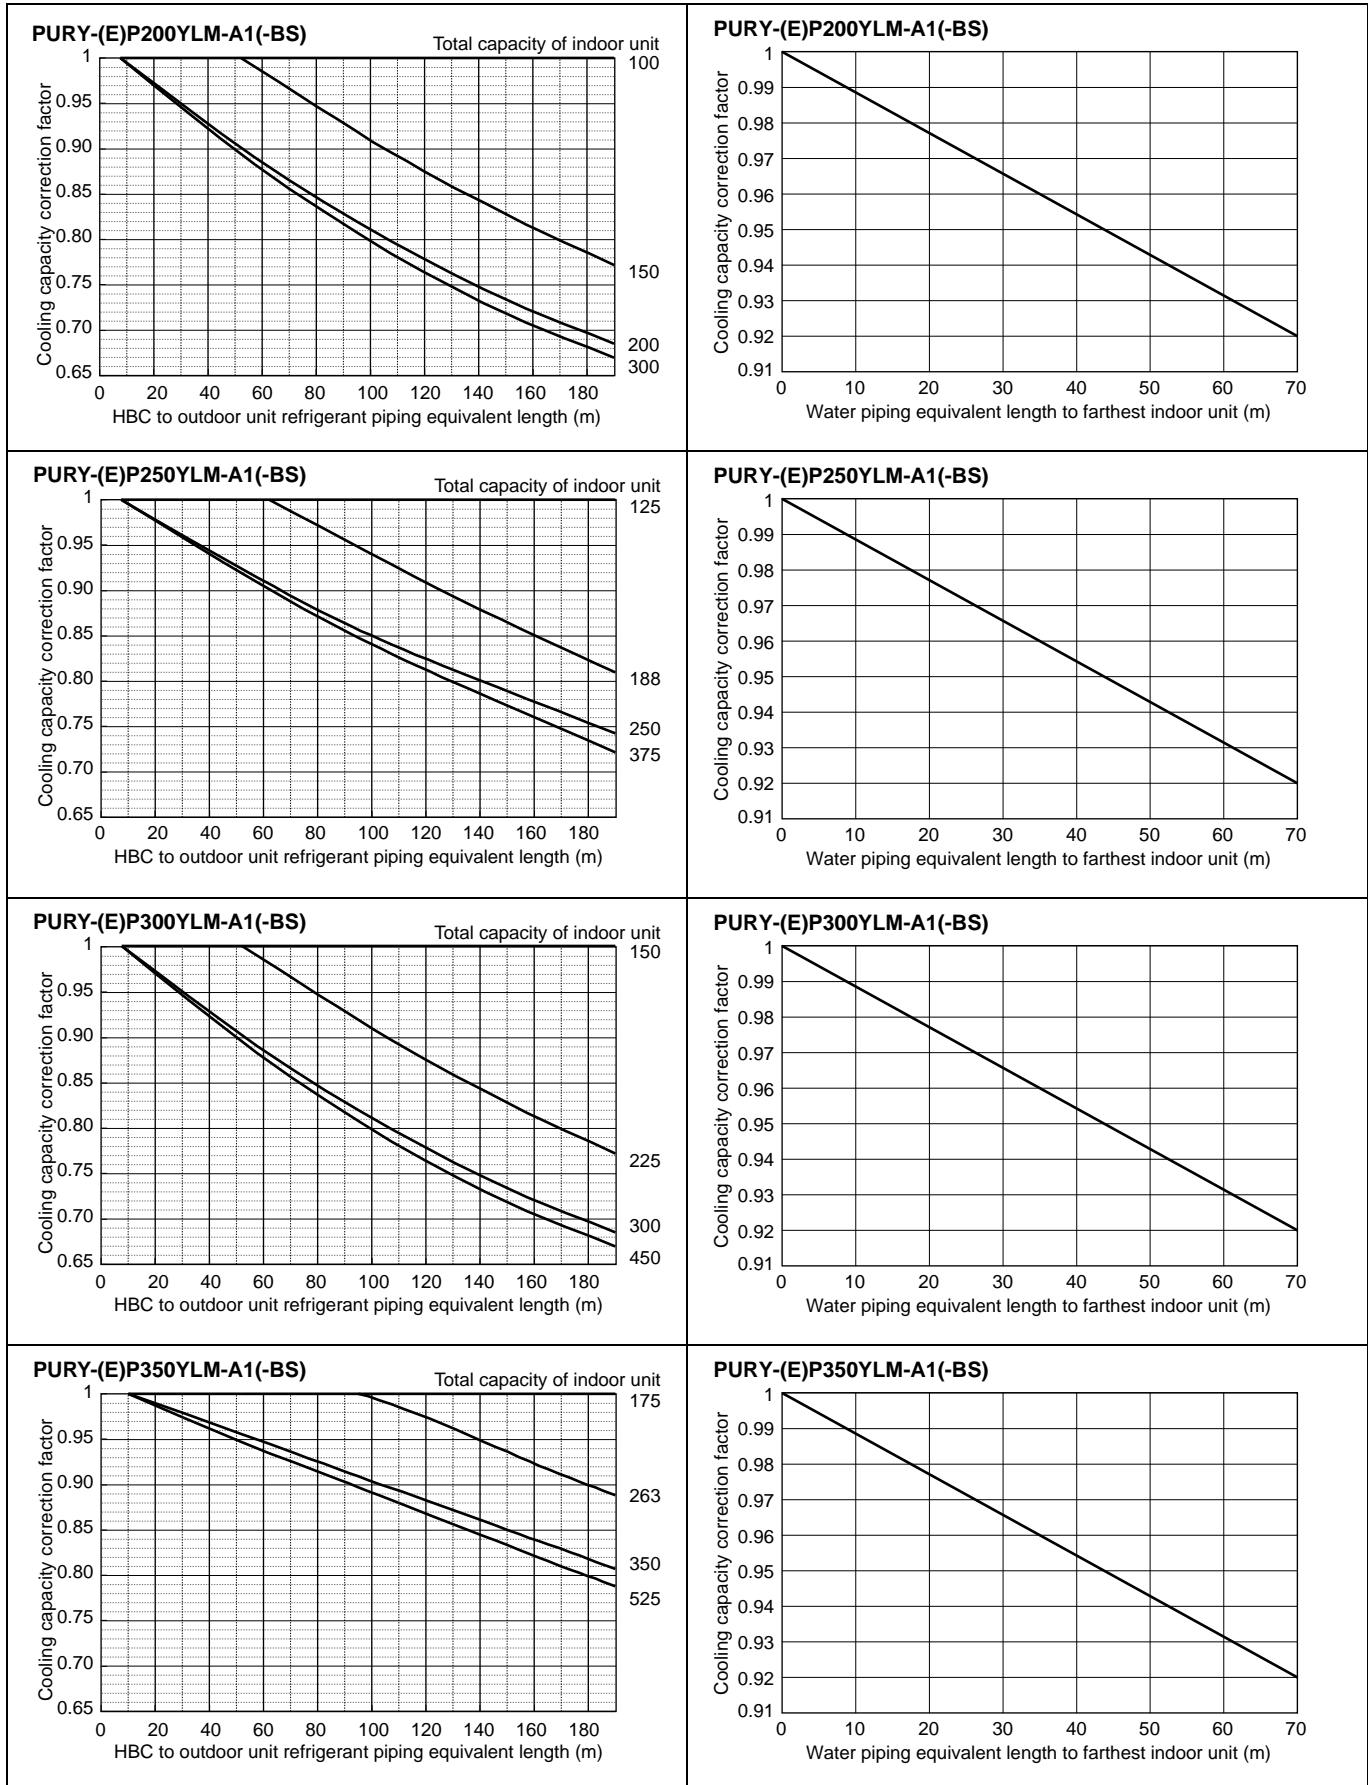 PURY-(E)P200YLM-A1(-BS)
Total capacity of indoor unit
Cooling capacity correction factor
1
0.95
0.90
0.85
0.80
0.75
0.70
0.65
100
150
200
300
0 20 40 60 80 100 120 140 160 180
HBC to outdoor unit refrigerant piping equivalent length (m)
PURY-(E)P200YLM-A1(-BS)
Cooling capacity correction factor
1
0.99
0.98
0.97
0.96
0.95
0.94
0.93
0.92
0.91
0 10 20 30 40 50 60 70
Water piping equivalent length to farthest indoor unit (m)
PURY-(E)P250YLM-A1(-BS)
Total capacity of indoor unit
Cooling capacity correction factor
1
0.95
0.90
0.85
0.80
0.75
0.70
0.65
125
188
250
375
0 20 40 60 80 100 120 140 160 180
HBC to outdoor unit refrigerant piping equivalent length (m)
PURY-(E)P250YLM-A1(-BS)
Cooling capacity correction factor
1
0.99
0.98
0.97
0.96
0.95
0.94
0.93
0.92
0.91
0 10 20 30 40 50 60 70
Water piping equivalent length to farthest indoor unit (m)
PURY-(E)P300YLM-A1(-BS)
Total capacity of indoor unit
Cooling capacity correction factor
1
0.95
0.90
0.85
0.80
0.75
0.70
0.65
150
225
300
450
0 20 40 60 80 100 120 140 160 180
HBC to outdoor unit refrigerant piping equivalent length (m)
PURY-(E)P300YLM-A1(-BS)
Cooling capacity correction factor
1
0.99
0.98
0.97
0.96
0.95
0.94
0.93
0.92
0.91
0 10 20 30 40 50 60 70
Water piping equivalent length to farthest indoor unit (m)
PURY-(E)P350YLM-A1(-BS)
Total capacity of indoor unit
Cooling capacity correction factor
1
0.95
0.90
0.85
0.80
0.75
0.70
0.65
175
263
350
525
0 20 40 60 80 100 120 140 160 180
HBC to outdoor unit refrigerant piping equivalent length (m)
PURY-(E)P350YLM-A1(-BS)
Cooling capacity correction factor
1
0.99
0.98
0.97
0.96
0.95
0.94
0.93
0.92
0.91
0 10 20 30 40 50 60 70
Water piping equivalent length to farthest indoor unit (m)